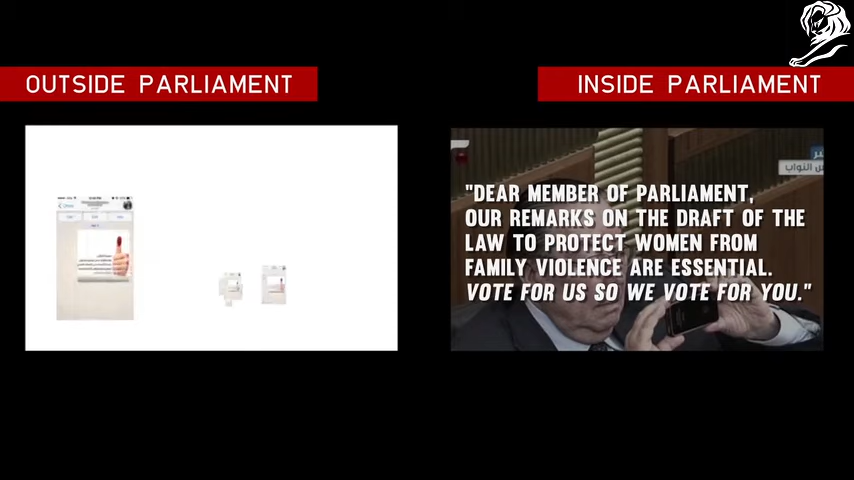 OUTSIDE PARLIAMENT
INSIDE PARLIAMENT
"DEAR MEMBER OF PARLIAMENT,
OUR REMARKS ON THE DRAFT OF THE
LAW TO PROTECT WOMEN FROM
FAMILY VIOLENCE ARE ESSENTIAL.
VOTE FOR US SO WE VOTE FOR YOU."